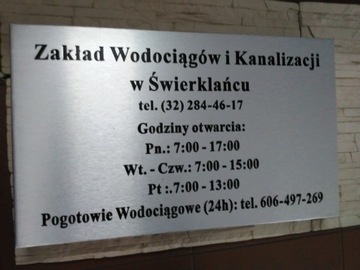 Zakład Wodociągów i Kanalizacji
w Świerklańcu
tel. (32) 284-46-17
Godziny otwarcia:
Pn.: 7:00 - 17:00
Wt. - Czw.: 7:00 - 15:00
Pt :.7:00 - 13:00
Pogotowie Wodociągowe (24h): tel. 606-497-269